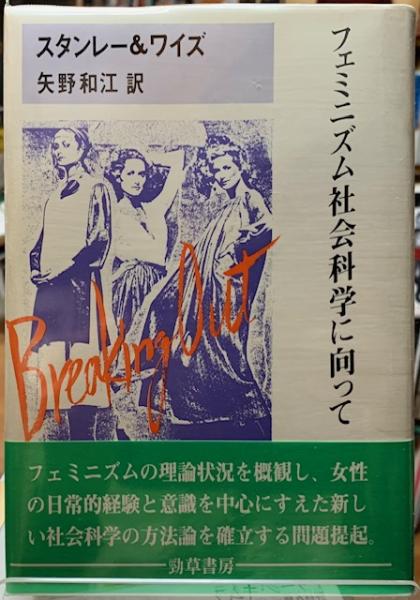 スタンレー&ワイズ
矢野和江 訳
フェミニズム社会科学に向って
Breaking Out
フェミニズムの理論状況を概観し、女性
の日常的経験と意識を中心にすえた新し
い社会科学の方法論を確立する問題提起。
勁草書房